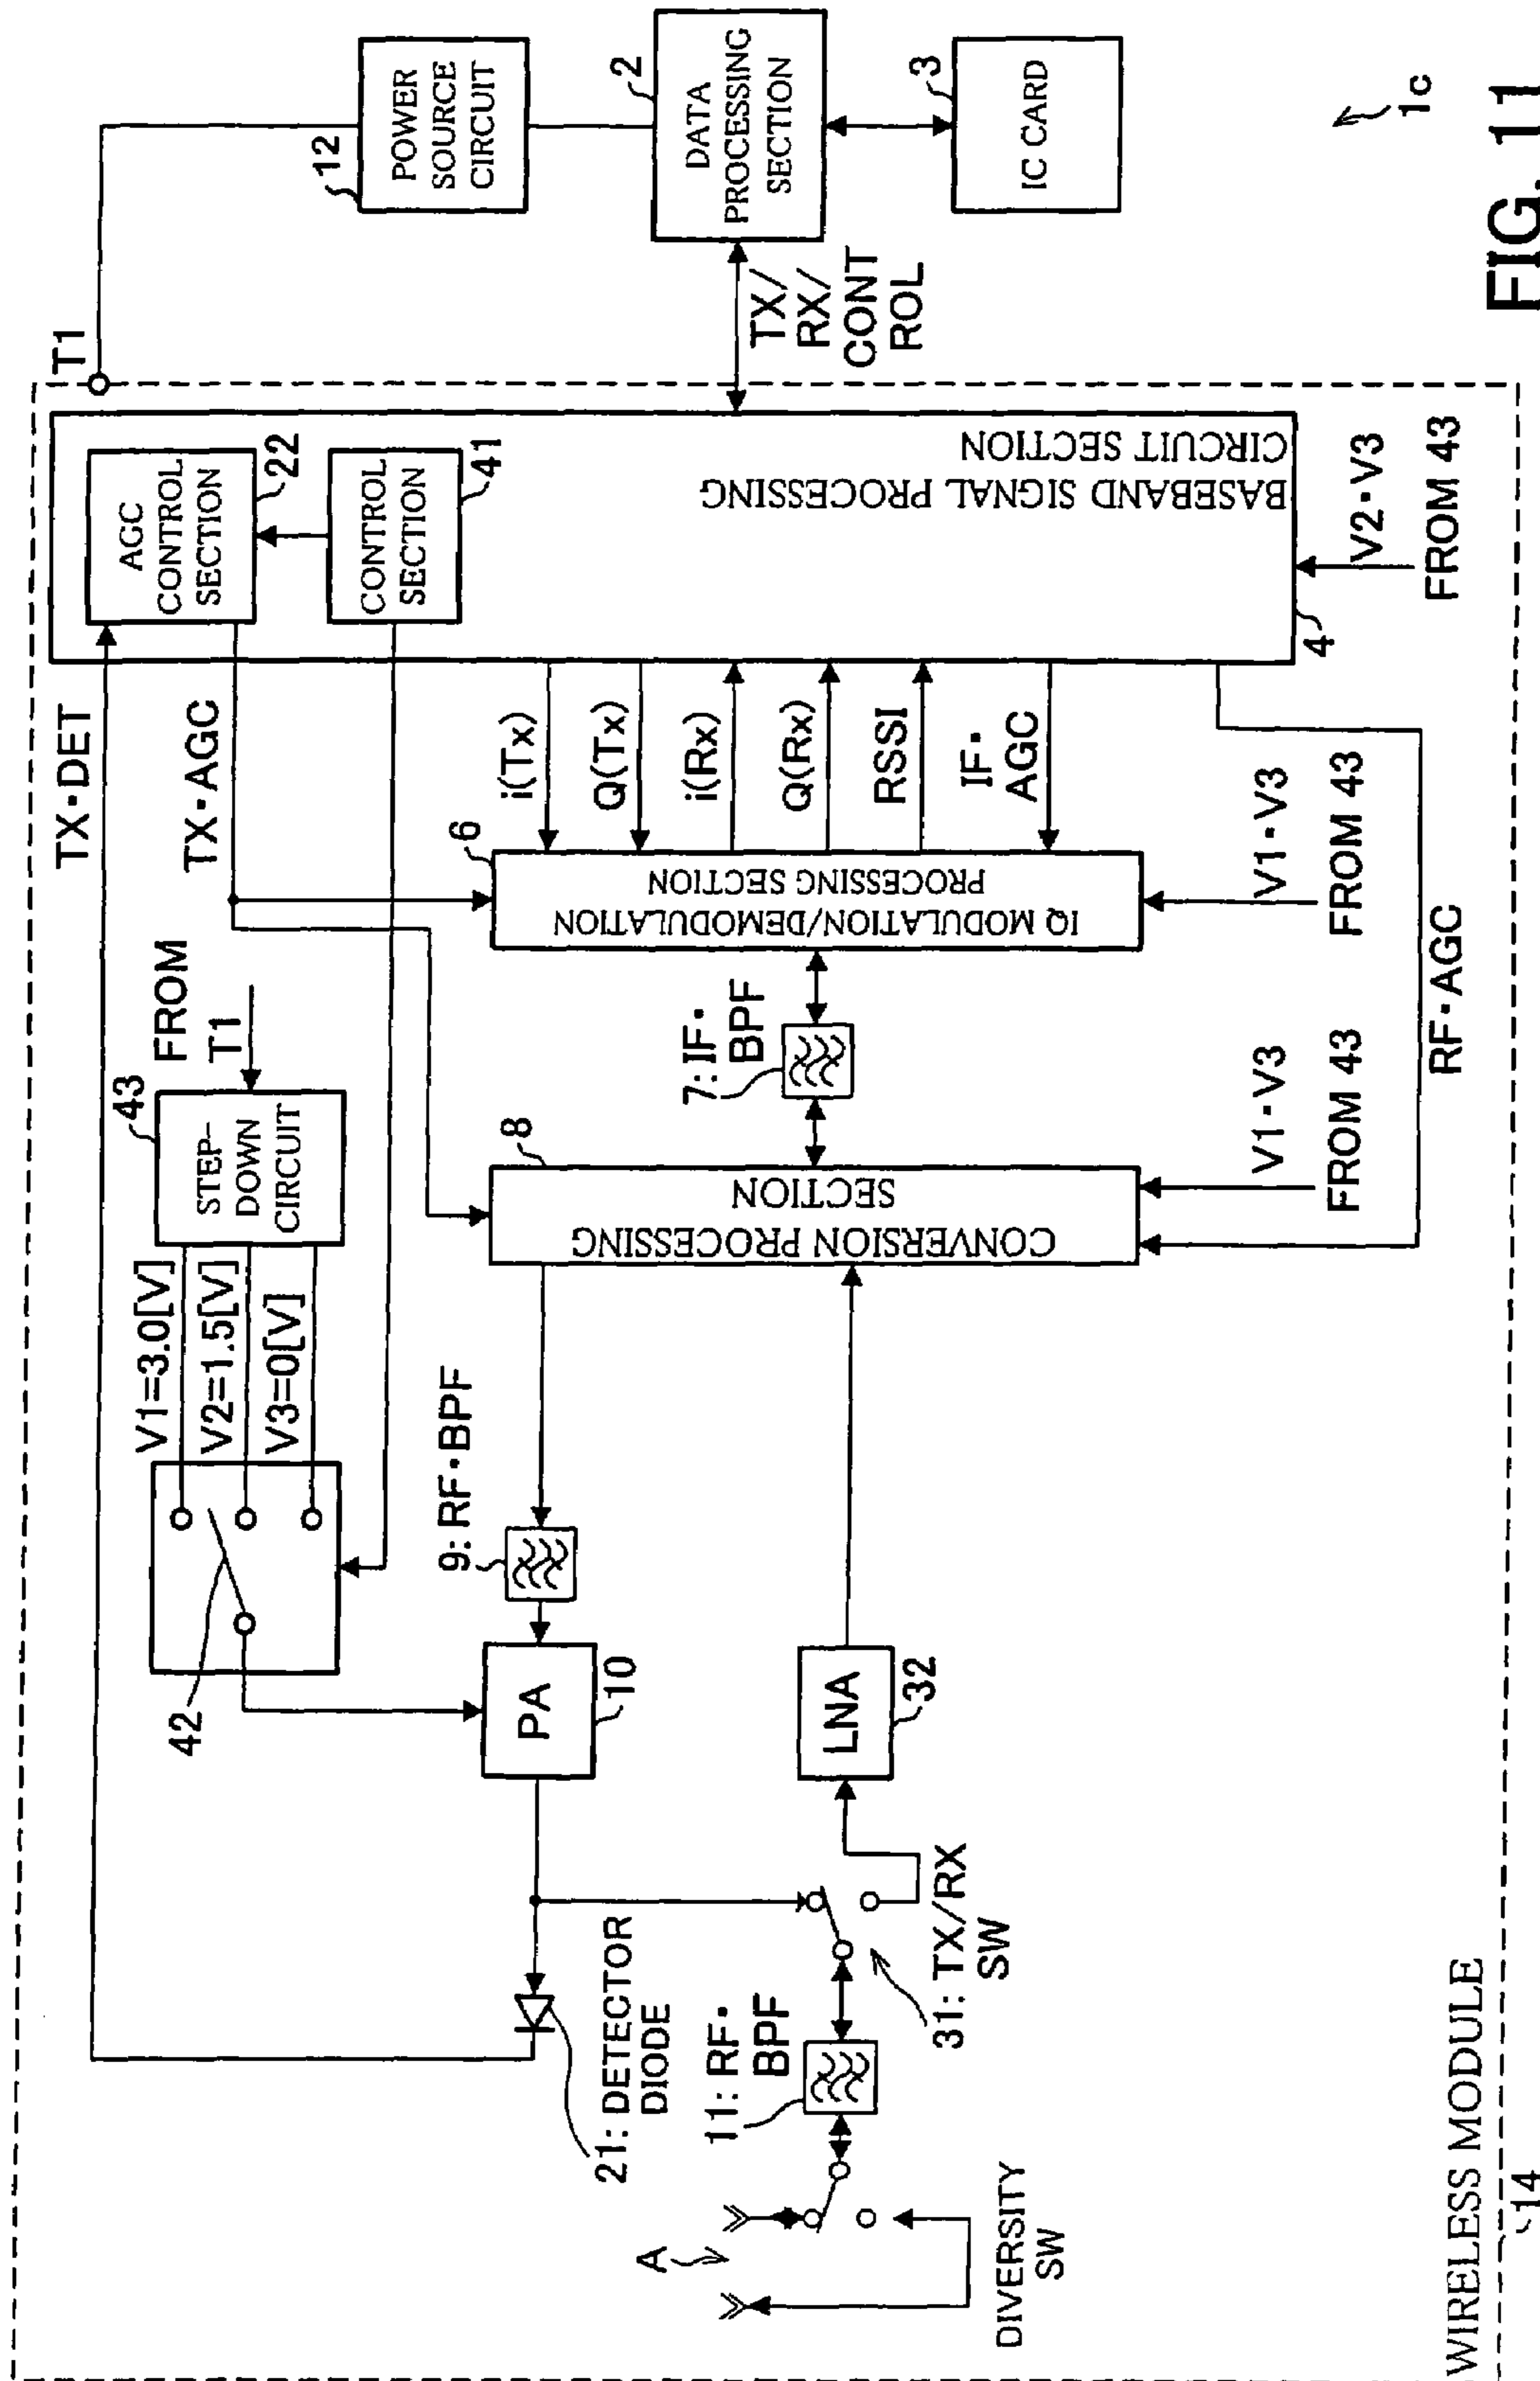 FIG. 11
1c
T1
12
POWER
SOURCE
CIRCUIT
2
DATA
PROCESSING
SECTION
3
IC CARD
TX/
RX/
CONT
ROL
AGC
CONTROL
SECTION
22
CONTROL
SECTION
41
BASEBAND SIGNAL PROCESSING
CIRCUIT SECTION
4
V2·V3
FROM 43
TX·DET
TX·AGC
i(Tx)
Q(Tx)
i(Rx)
Q(Rx)
RSSI
IF·
AGC
6
IQ MODULATION/DEMODULATION
PROCESSING SECTION
V1·V3
FROM 43
RF·AGC
FROM
T1
43
STEP-
DOWN
CIRCUIT
7: IF·
BPF
8
CONVERSION PROCESSING
SECTION
V1·V3
FROM 43
V1=3.0[V]
V2=1.5[V]
V3=0[V]
42
9: RF·BPF
PA
10
LNA
32
21: DETECTOR
DIODE
31: TX/RX
SW
11: RF·
BPF
A
DIVERSITY
SW
WIRELESS MODULE
14